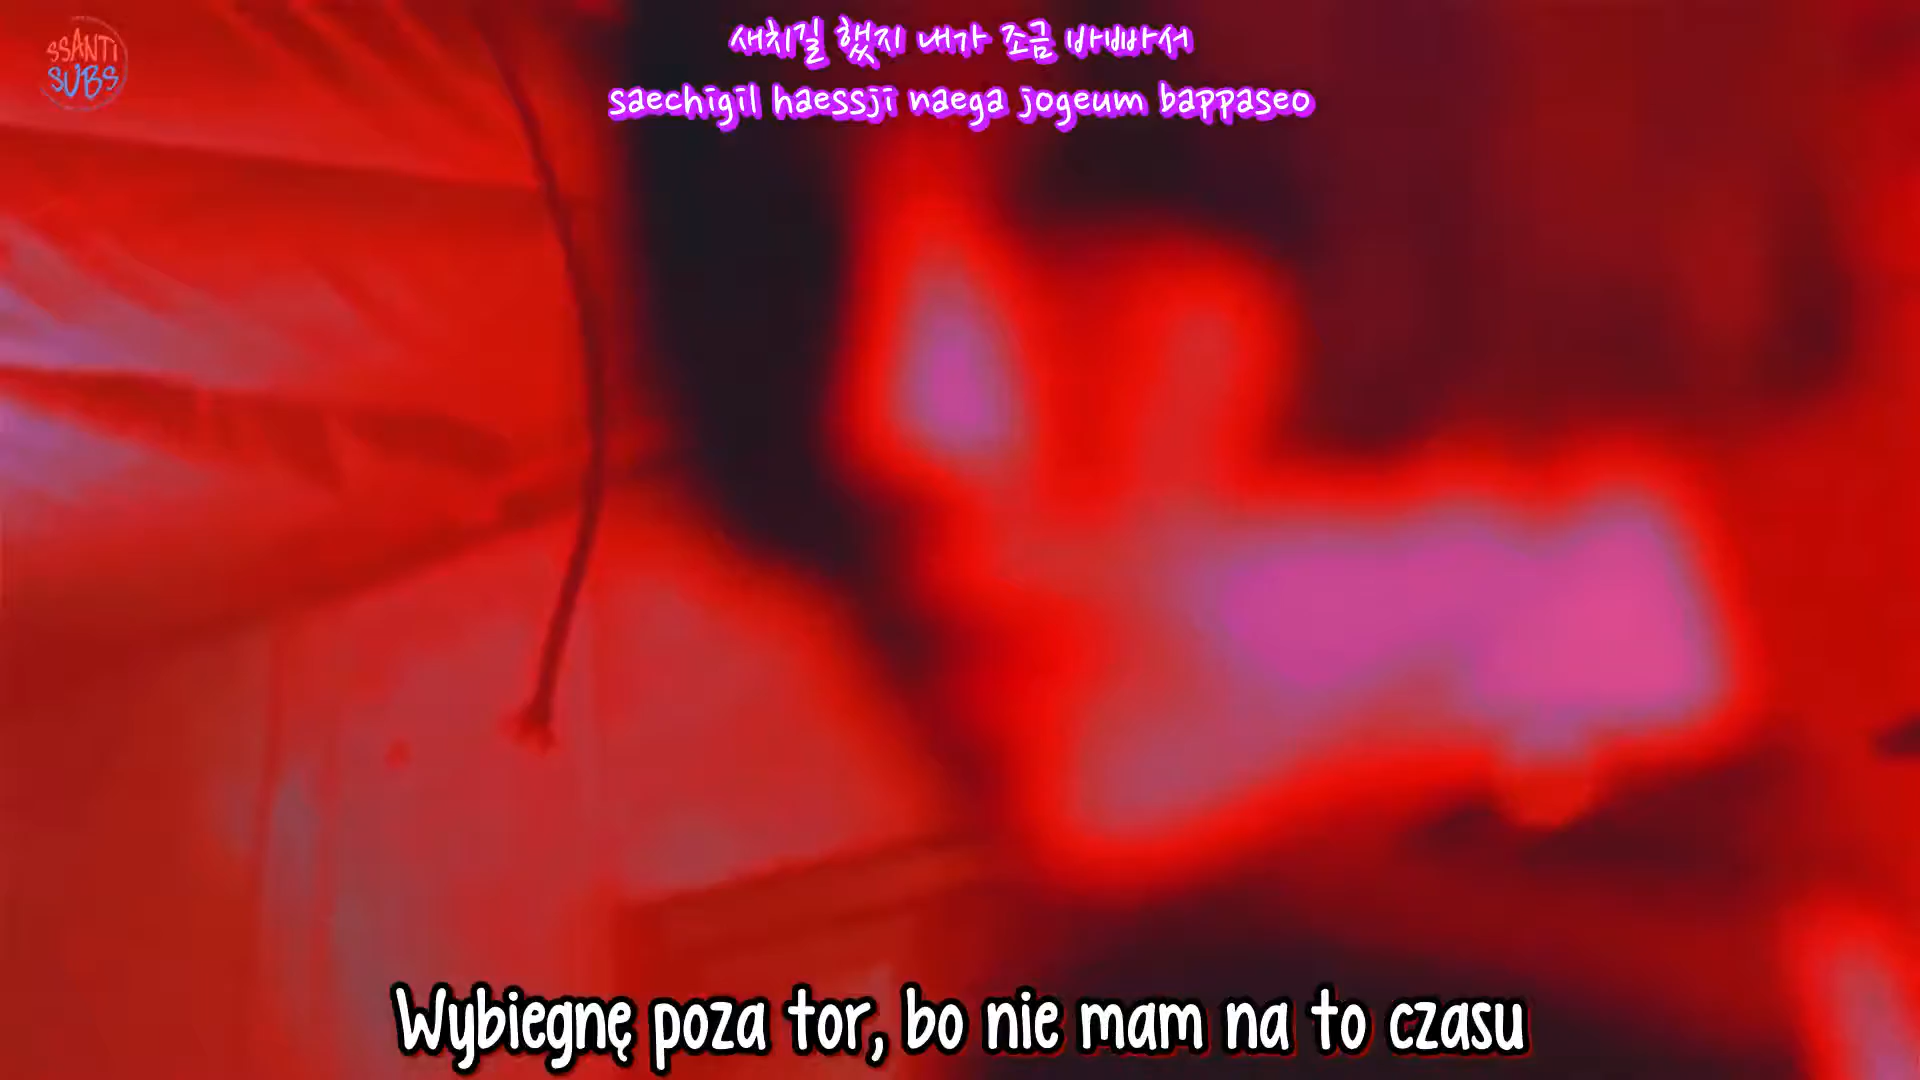 SSANTI
SUBS
새치길 했지 내가 조금 바빠서
saechigil haessji naega jogeum bappaseo
Wybiegnę poza tor, bo nie mam na to czasu